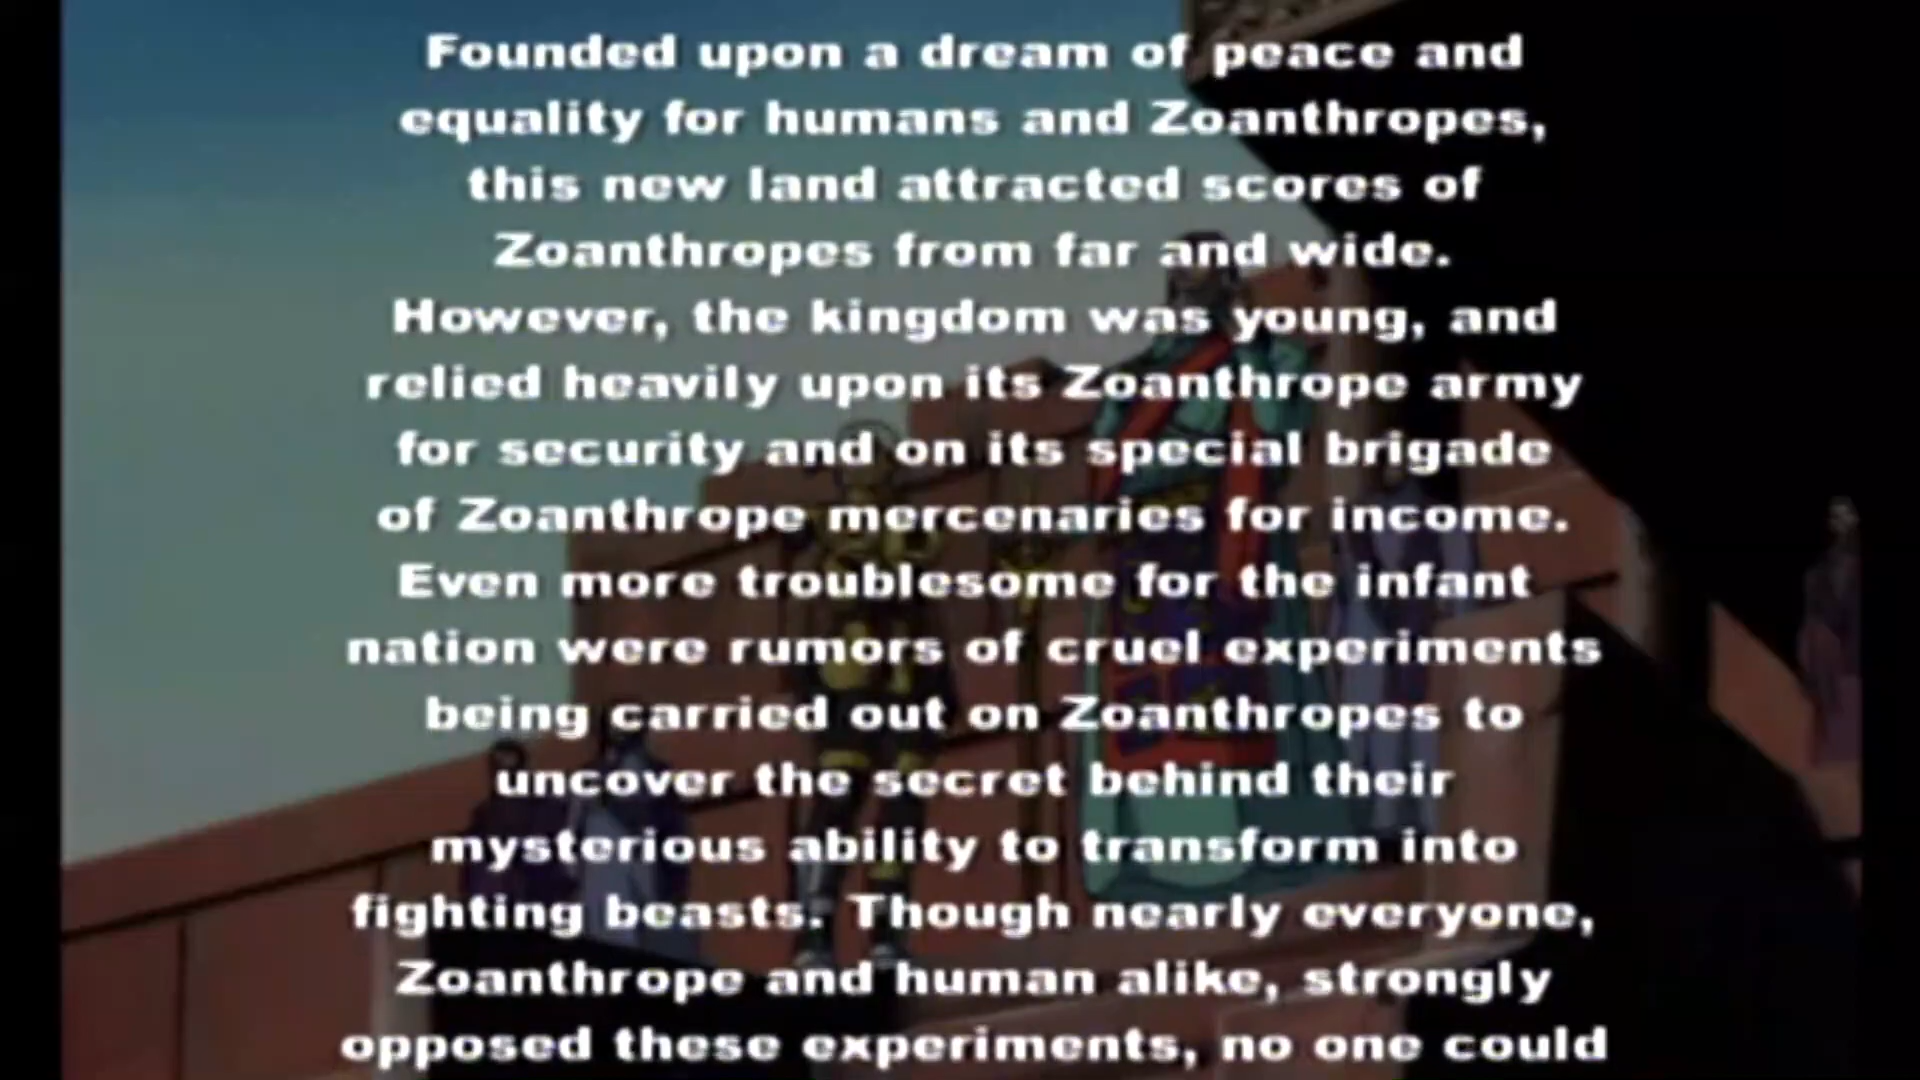 Founded upon a dream of peace and
equality for humans and Zoanthropes,
this new land attracted scores of
Zoanthropes from far and wide.
However, the kingdom was young, and
relied heavily upon its Zoanthrope army
for security and on its special brigade
of Zoanthrope mercenaries for income.
Even more troublesome for the infant
nation were rumors of cruel experiments
being carried out on Zoanthropes to
uncover the secret behind their
mysterious ability to transform into
fighting beasts. Though nearly everyone,
Zoanthrope and human alike, strongly
opposed these experiments, no one could